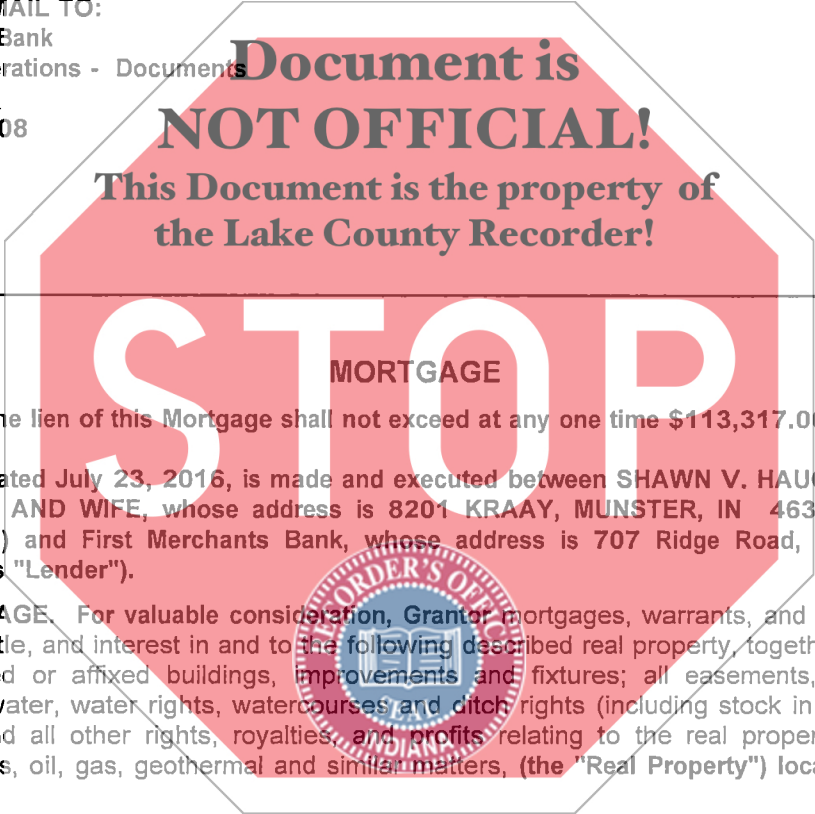 MAIL TO:
Bank
rations - Documents
08
Document is
NOT OFFICIAL!
This Document is the property of
the Lake County Recorder!
STOP
MORTGAGE
lien of this Mortgage shall not exceed at any one time $113,317.0
ated July 23, 2016, is made and executed between SHAWN V. HAU
AND WIFE, whose address is 8201 KRAAY, MUNSTER, IN 463
) and First Merchants Bank, whose address is 707 Ridge Road,
"Lender").
AGE. For valuable consideration, Grantor mortgages, warrants, and
tle, and interest in and to the following described real property, togeth
d or affixed buildings, improvements and fixtures; all easements,
water, water rights, watercourses and ditch rights (including stock in
d all other rights, royalties, and profits relating to the real proper
s, oil, gas, geothermal and similar matters, (the "Real Property") loca
RECORDER'S OFFICE
SEAL
INDIANA